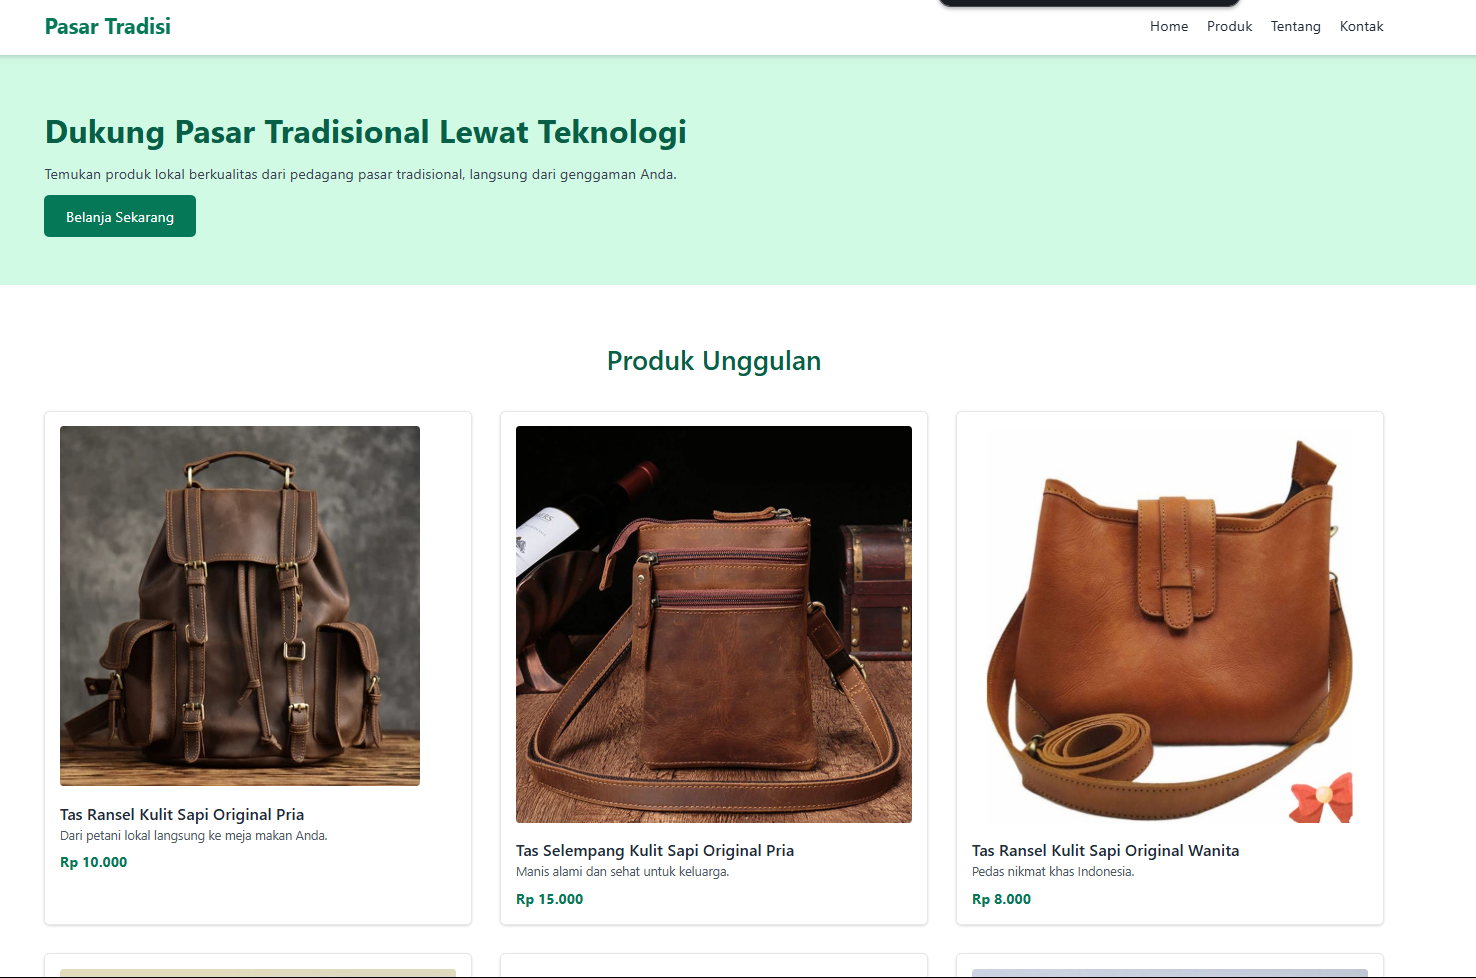 Pasar Tradisi
Home Produk Tentang Kontak
Dukung Pasar Tradisional Lewat Teknologi
Temukan produk lokal berkualitas dari pedagang pasar tradisional, langsung dari genggaman Anda.
Belanja Sekarang
Produk Unggulan
Tas Ransel Kulit Sapi Original Pria
Dari petani lokal langsung ke meja makan Anda.
Rp 10.000
Tas Selempang Kulit Sapi Original Pria
Manis alami dan sehat untuk keluarga.
Rp 15.000
Tas Ransel Kulit Sapi Original Wanita
Pedas nikmat khas Indonesia.
Rp 8.000